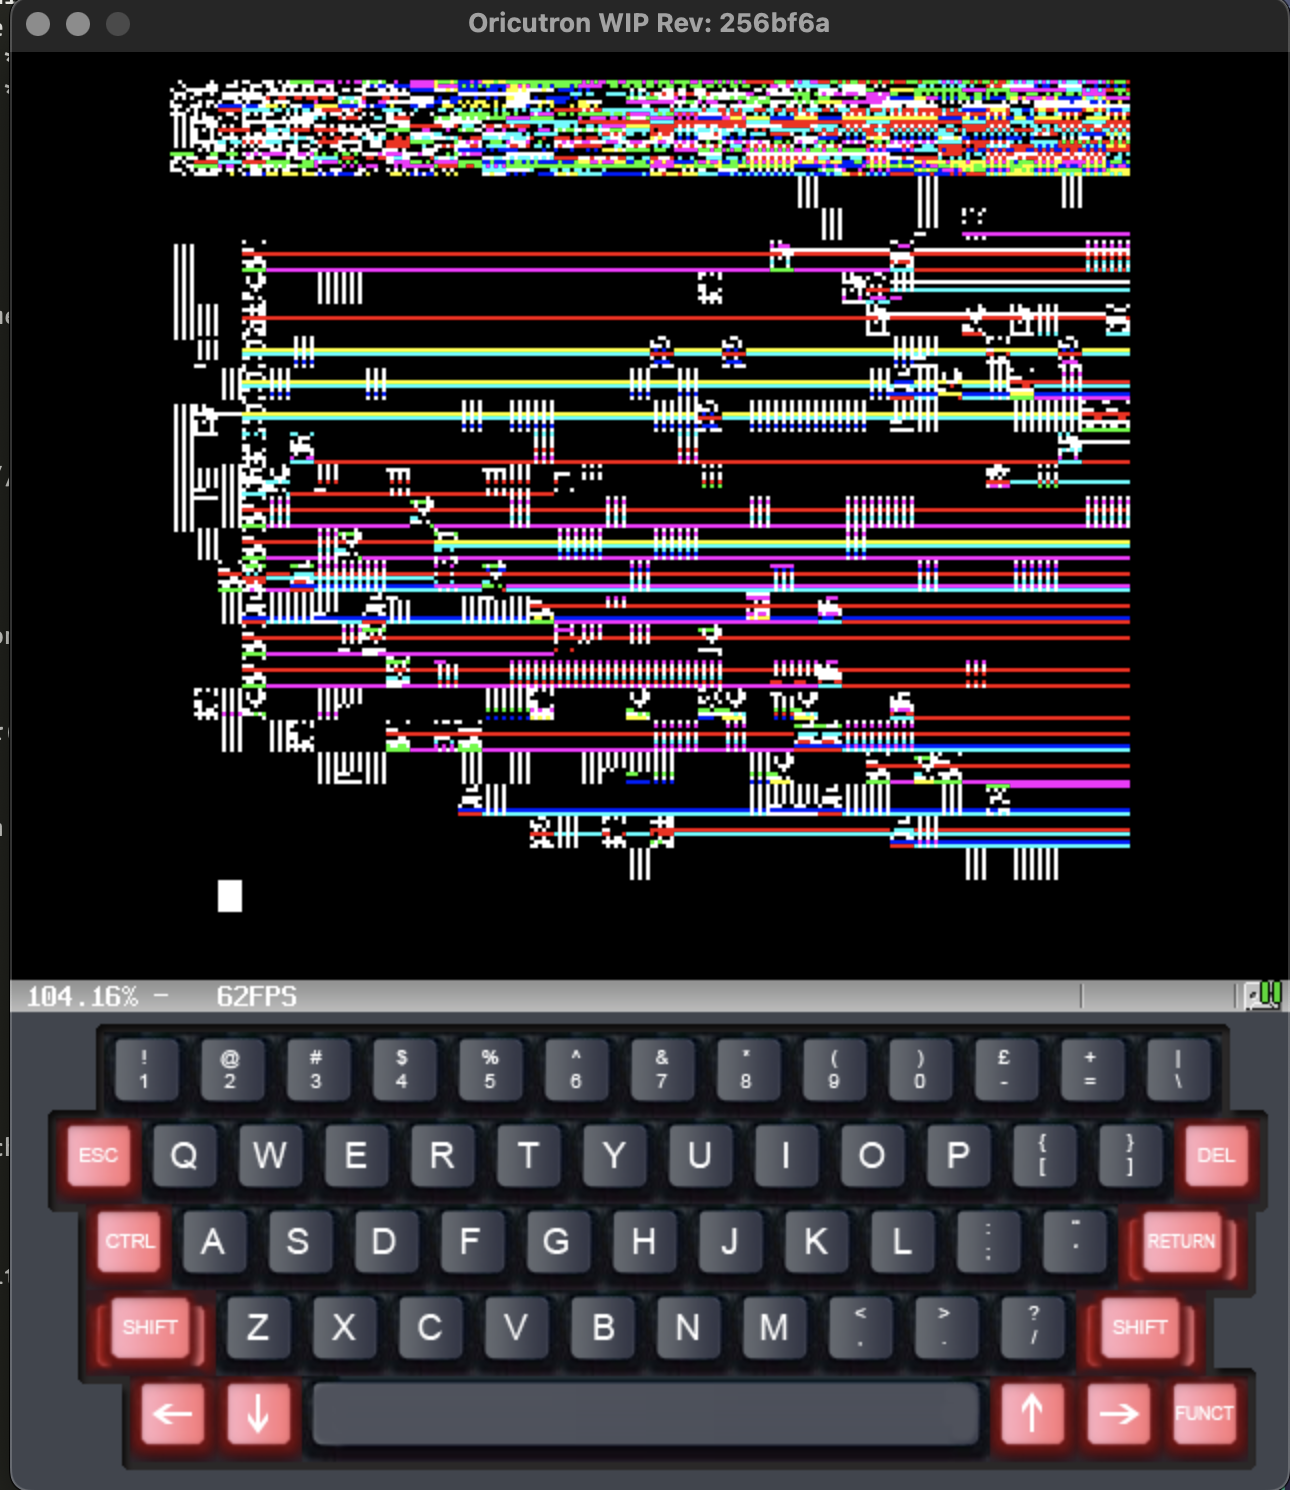 Oricutron WIP Rev: 256bf6a
104.16% - 62FPS
! @ # $ % ^ & * ( ) £ + |
1 2 3 4 5 6 7 8 9 0 - = \
{ }
ESC Q W E R T Y U I O P [ ] DEL
: "
CTRL A S D F G H J K L ; . RETURN
< > ?
SHIFT Z X C V B N M . . / SHIFT
← ↓ ↑ → FUNCT